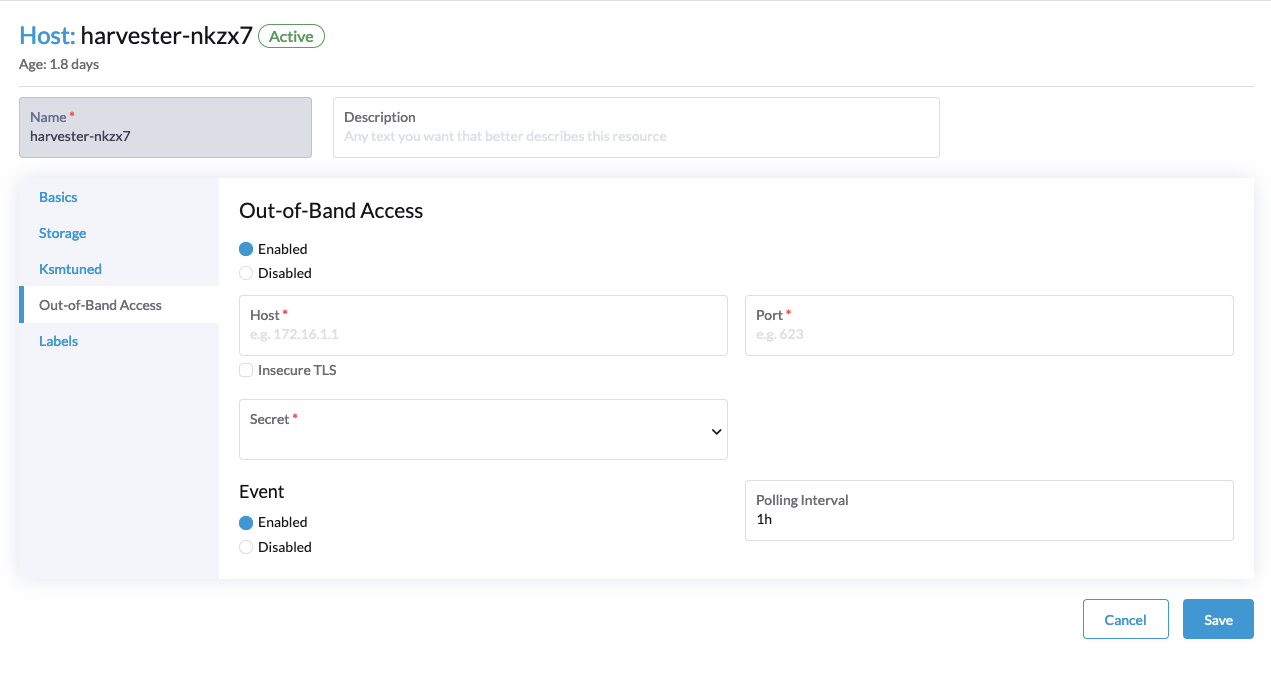 Host: harvester-nkzx7 Active
Age: 1.8 days
Name *
harvester-nkzx7
Description
Any text you want that better describes this resource
Basics
Storage
Ksmtuned
Out-of-Band Access
Labels
Out-of-Band Access
Enabled
Disabled
Host *
e.g. 172.16.1.1
Port *
e.g. 623
Insecure TLS
Secret *
Event
Enabled
Disabled
Polling Interval
1h
Cancel
Save